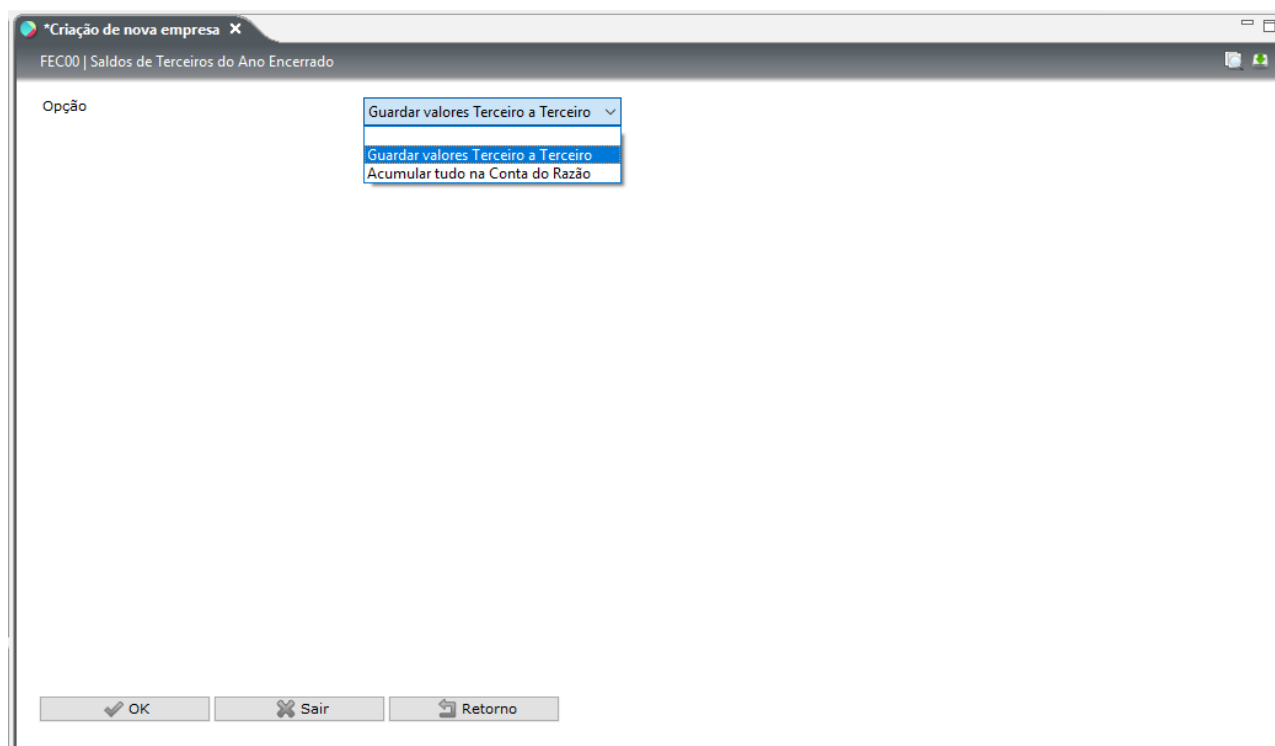 *Criação de nova empresa
FEC00 | Saldos de Terceiros do Ano Encerrado
Opção
Guardar valores Terceiro a Terceiro
Guardar valores Terceiro a Terceiro
Acumular tudo na Conta do Razão
OK Sair Retorno